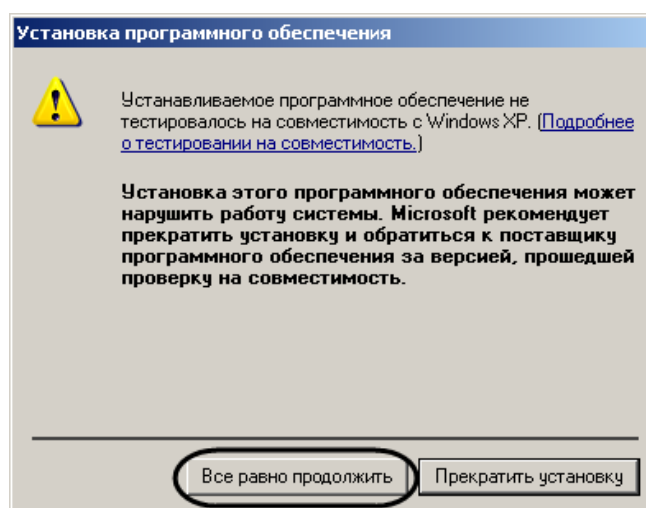 Установка программного обеспечения
Устанавливаемое программное обеспечение не
тестировалось на совместимость с Windows XP. (Подробнее
о тестировании на совместимость.)
Установка этого программного обеспечения может
нарушить работу системы. Microsoft рекомендует
прекратить установку и обратиться к поставщику
программного обеспечения за версией, прошедшей
проверку на совместимость.
Все равно продолжить
Прекратить установку